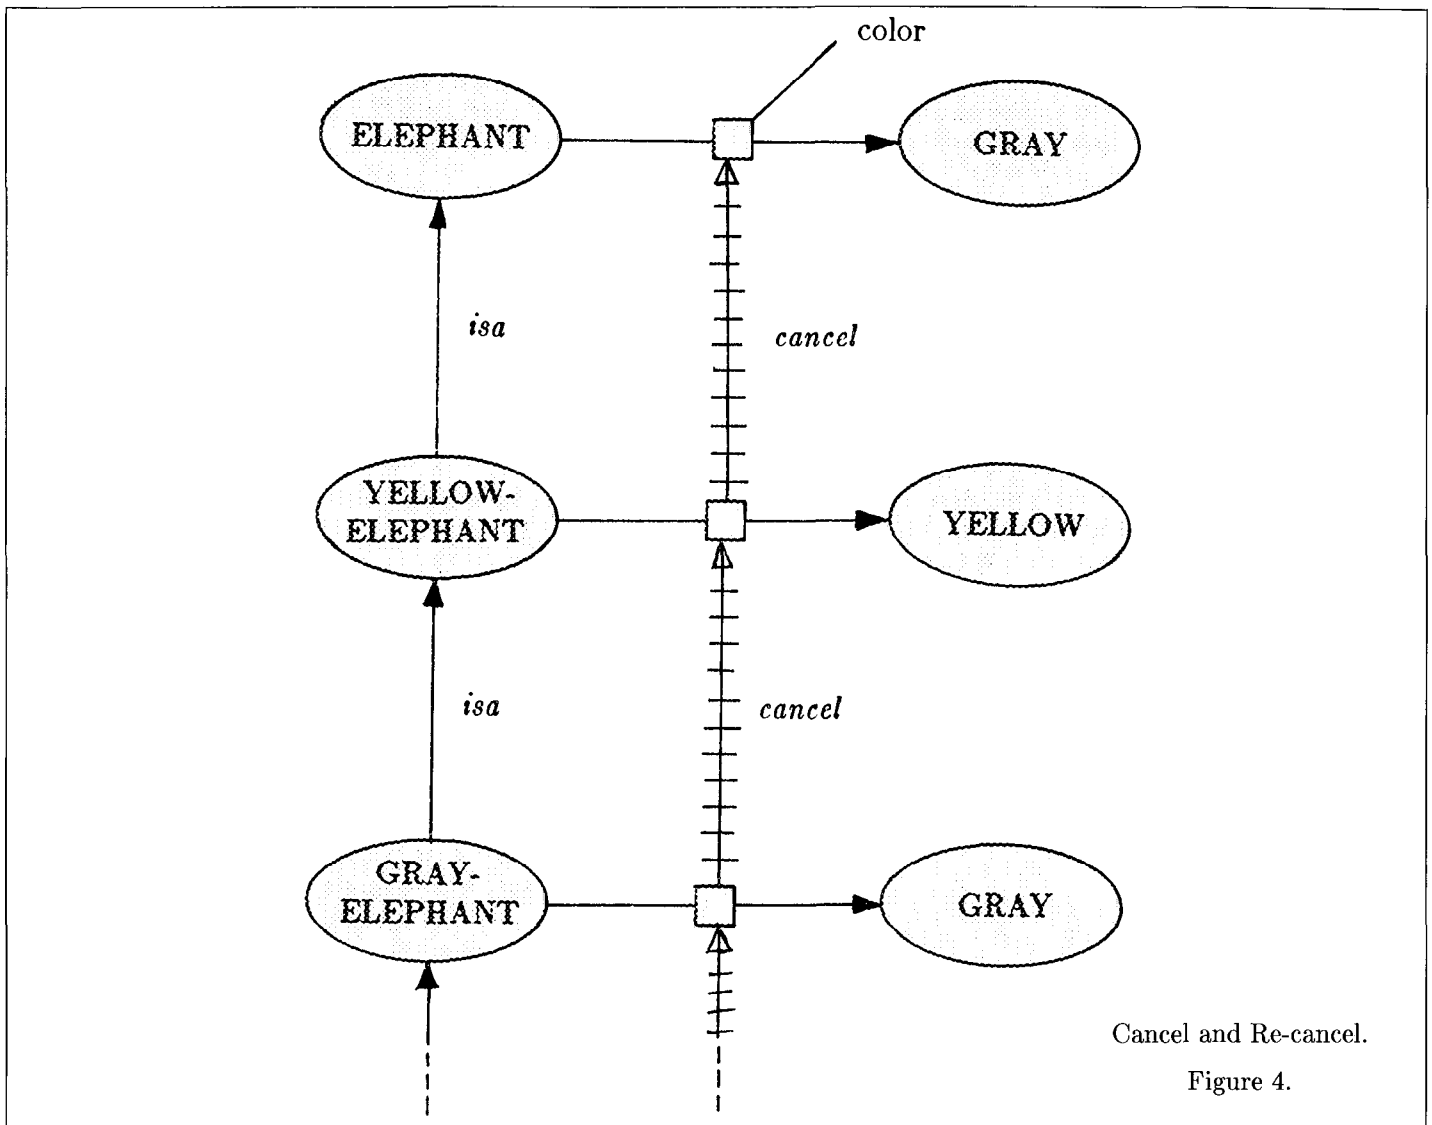 color
ELEPHANT
GRAY
isa
cancel
YELLOW-
ELEPHANT
YELLOW
isa
cancel
GRAY-
ELEPHANT
GRAY
Cancel and Re-cancel.
Figure 4.